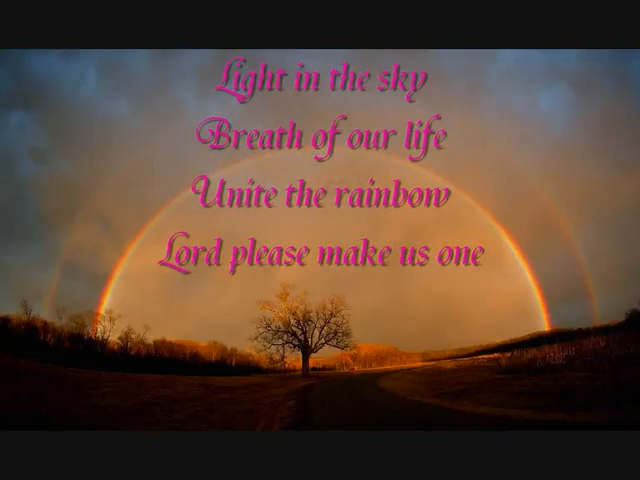 Light in the sky
Breath of our life
Unite the rainbow
Lord please make us one